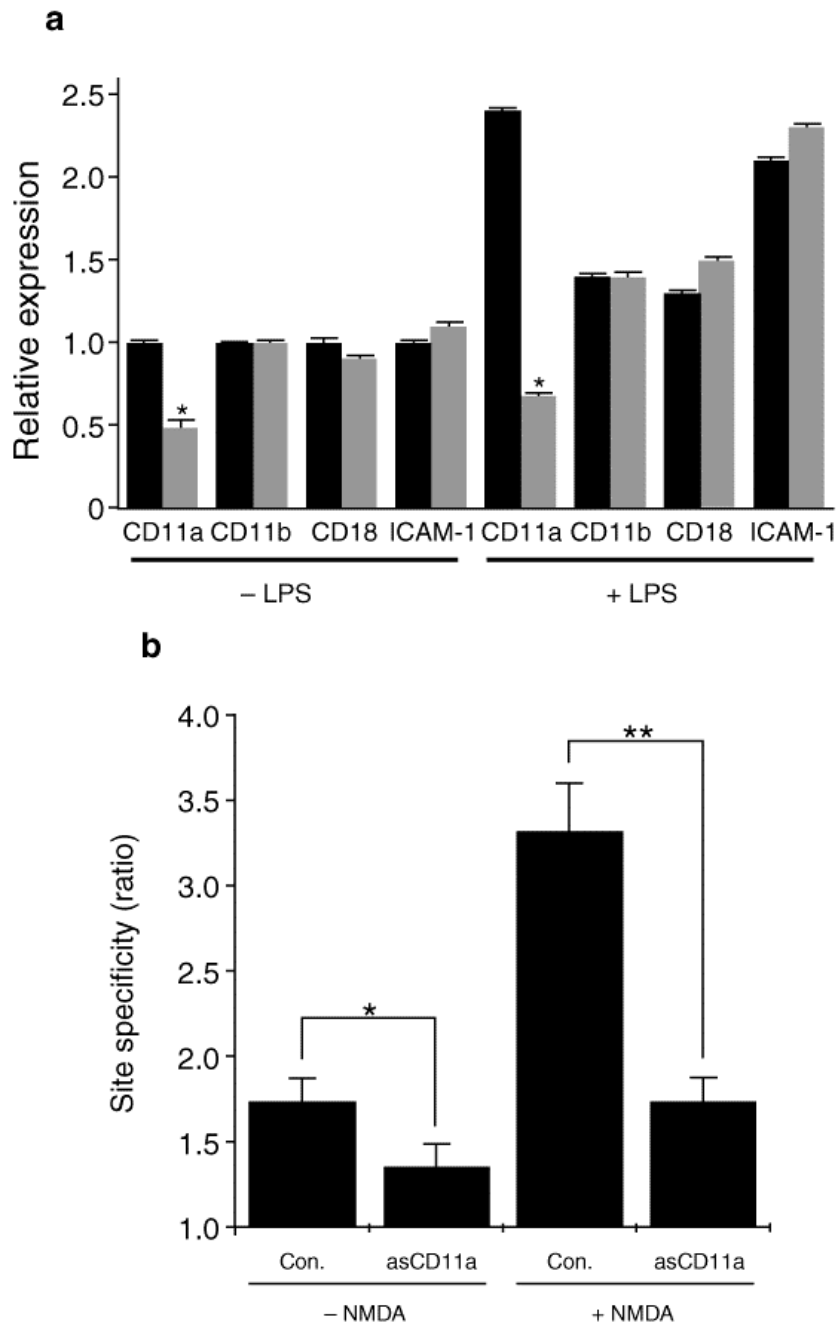 a
Relative expression
2.5
2.0
1.5
1.0
0.5
0
*
*
CD11a CD11b CD18 ICAM-1 CD11a CD11b CD18 ICAM-1
– LPS + LPS
b
Site specificity (ratio)
4.0
3.5
3.0
2.5
2.0
1.5
1.0
*
**
Con. asCD11a Con. asCD11a
– NMDA + NMDA